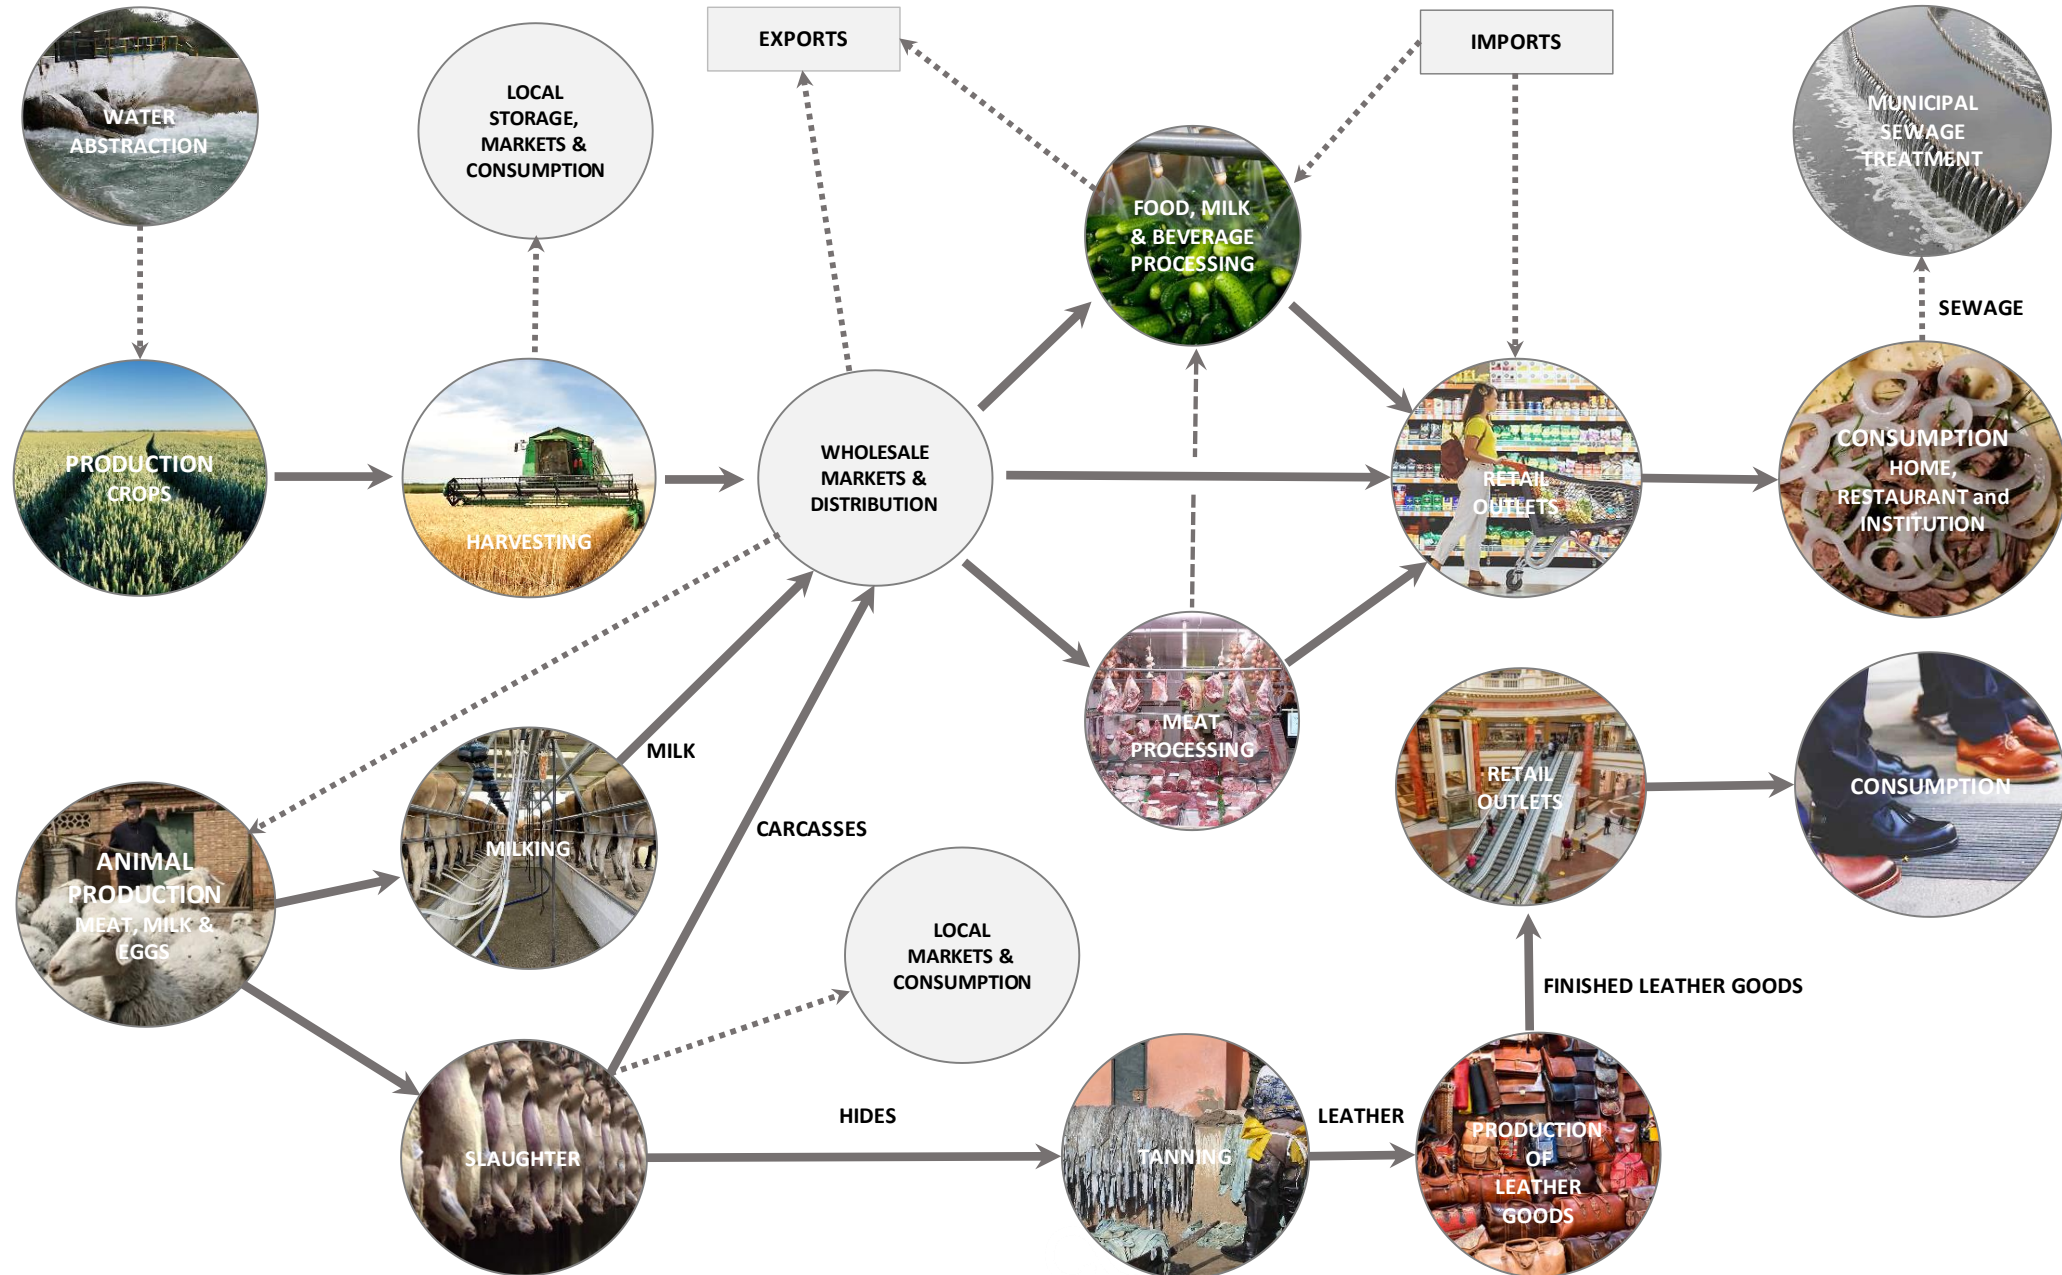 WATER
ABSTRACTION
LOCAL
STORAGE,
MARKETS &
CONSUMPTION
EXPORTS
IMPORTS
MUNICIPAL
SEWAGE
TREATMENT
FOOD, MILK
& BEVERAGE
PROCESSING
SEWAGE
PRODUCTION
CROPS
HARVESTING
WHOLESALE
MARKETS &
DISTRIBUTION
RETAIL
OUTLETS
CONSUMPTION
HOME,
RESTAURANT and
INSTITUTION
MILK
MEAT
PROCESSING
RETAIL
OUTLETS
CONSUMPTION
ANIMAL
PRODUCTION
MEAT, MILK &
EGGS
MILKING
CARCASSES
LOCAL
MARKETS &
CONSUMPTION
FINISHED LEATHER GOODS
SLAUGHTER
HIDES
TANNING
LEATHER
PRODUCTION
OF
LEATHER
GOODS